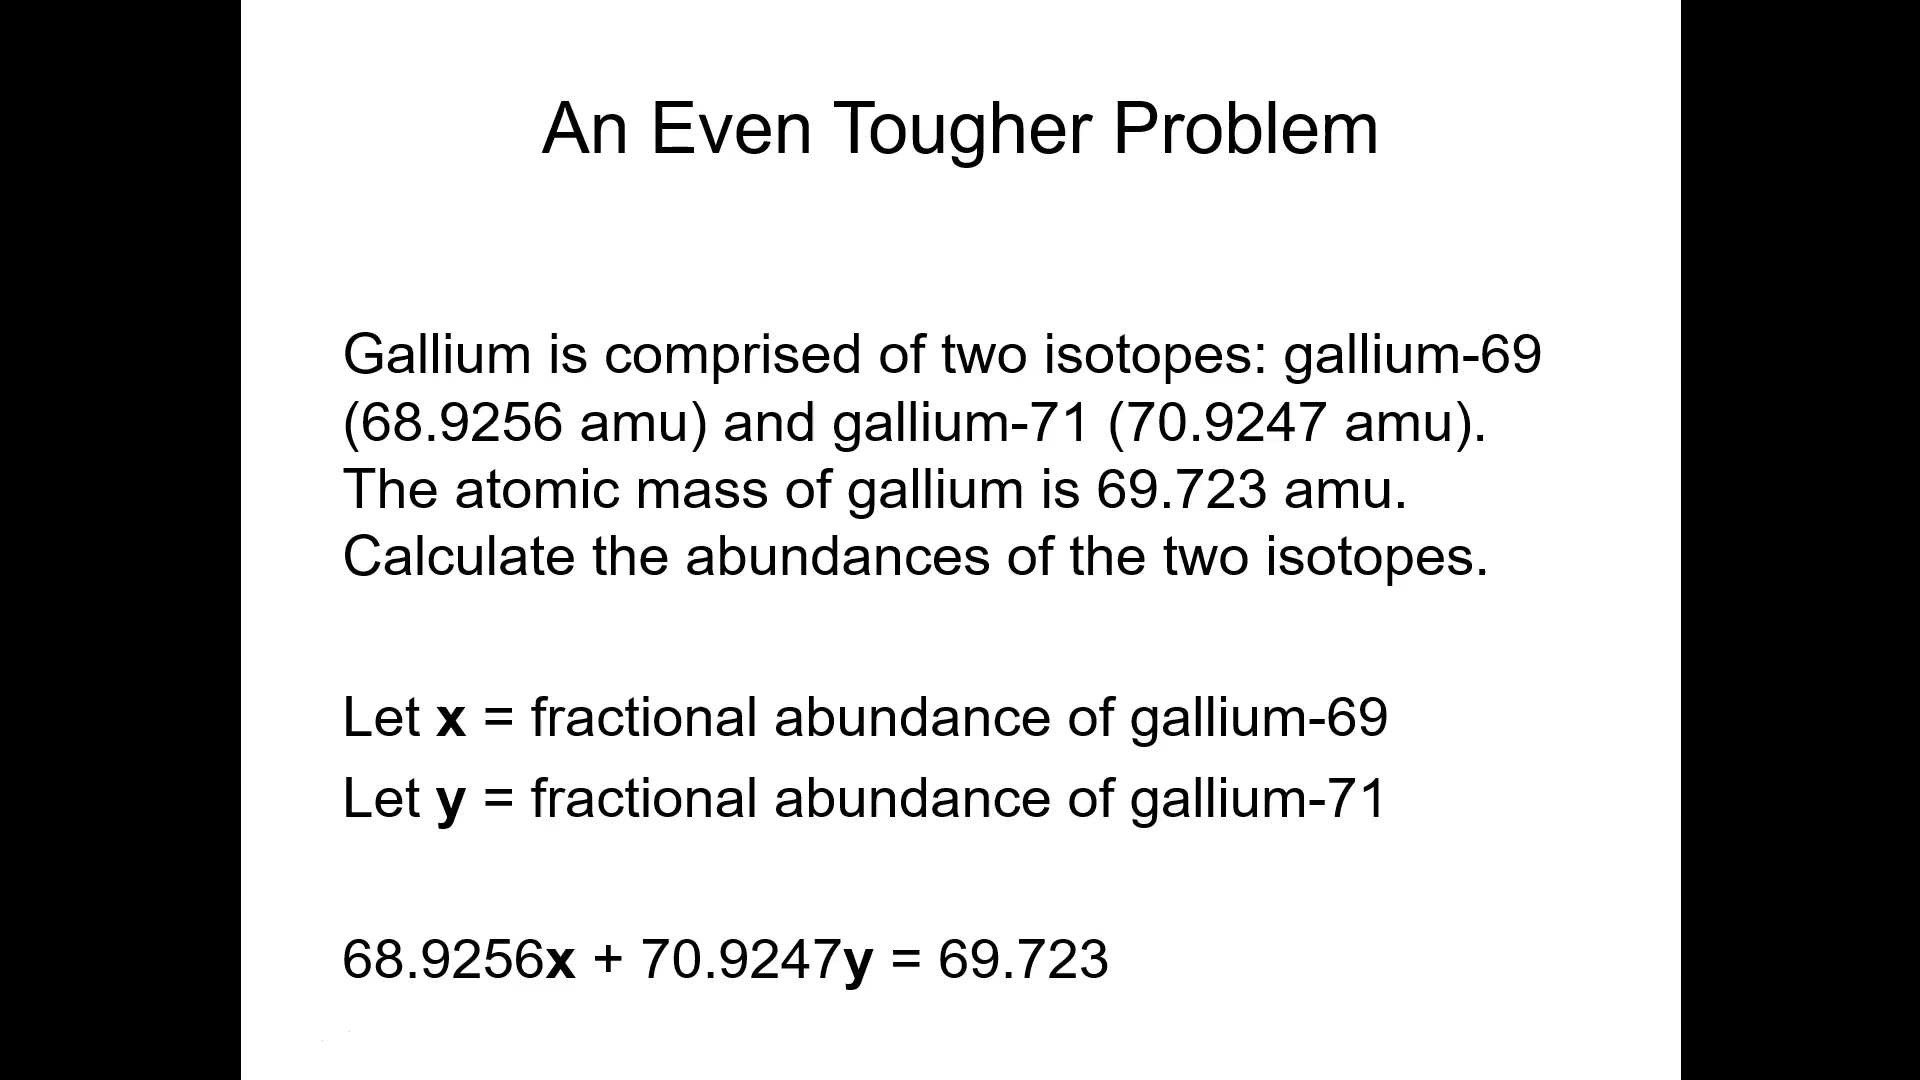 An Even Tougher Problem
Gallium is comprised of two isotopes: gallium-69
(68.9256 amu) and gallium-71 (70.9247 amu).
The atomic mass of gallium is 69.723 amu.
Calculate the abundances of the two isotopes.
Let x = fractional abundance of gallium-69
Let y = fractional abundance of gallium-71
68.9256x + 70.9247y = 69.723